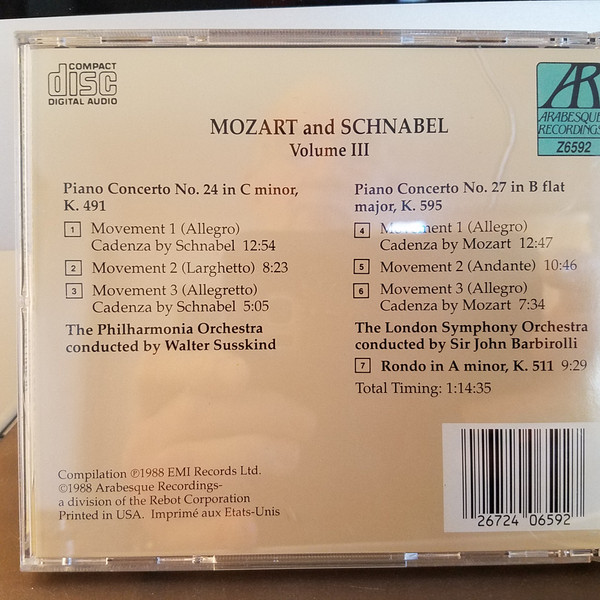 COMPACT
disc
DIGITAL AUDIO
AR
ARABESQUE
RECORDINGS
Z6592
MOZART and SCHNABEL
Volume III
Piano Concerto No. 24 in C minor,
K. 491
1 Movement 1 (Allegro)
Cadenza by Schnabel 12:54
2 Movement 2 (Larghetto) 8:23
3 Movement 3 (Allegretto)
Cadenza by Schnabel 5:05
The Philharmonia Orchestra
conducted by Walter Susskind
Piano Concerto No. 27 in B flat
major, K. 595
4 Movement 1 (Allegro)
Cadenza by Mozart 12:47
5 Movement 2 (Andante) 10:46
6 Movement 3 (Allegro)
Cadenza by Mozart 7:34
The London Symphony Orchestra
conducted by Sir John Barbirolli
7 Rondo in A minor, K. 511 9:29
Total Timing: 1:14:35
Compilation ℗1988 EMI Records Ltd.
©1988 Arabesque Recordings-
a division of the Rebot Corporation
Printed in USA. Imprimé aux Etats-Unis
26724 06592